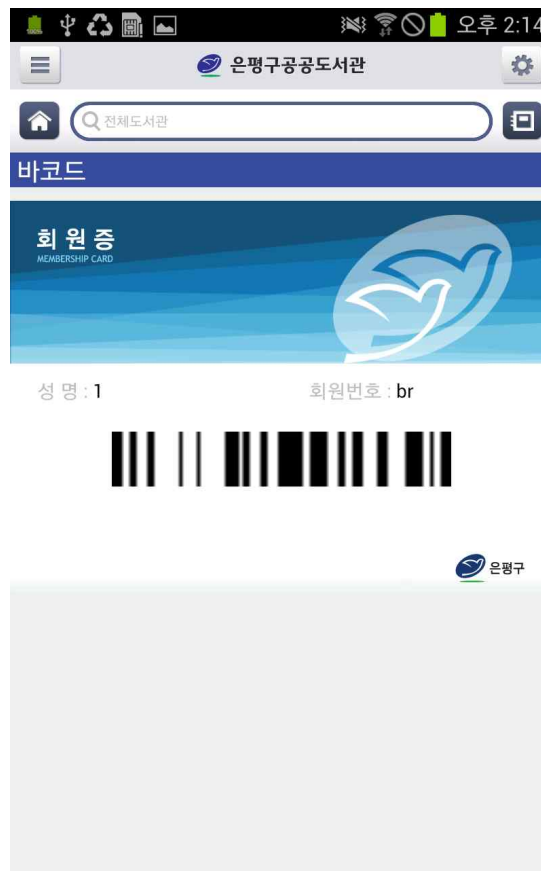 오후 2:14
은평구공공도서관
전체도서관
바코드
회 원 증
MEMBERSHIP CARD
성 명 : 1
회원번호 : br
은평구